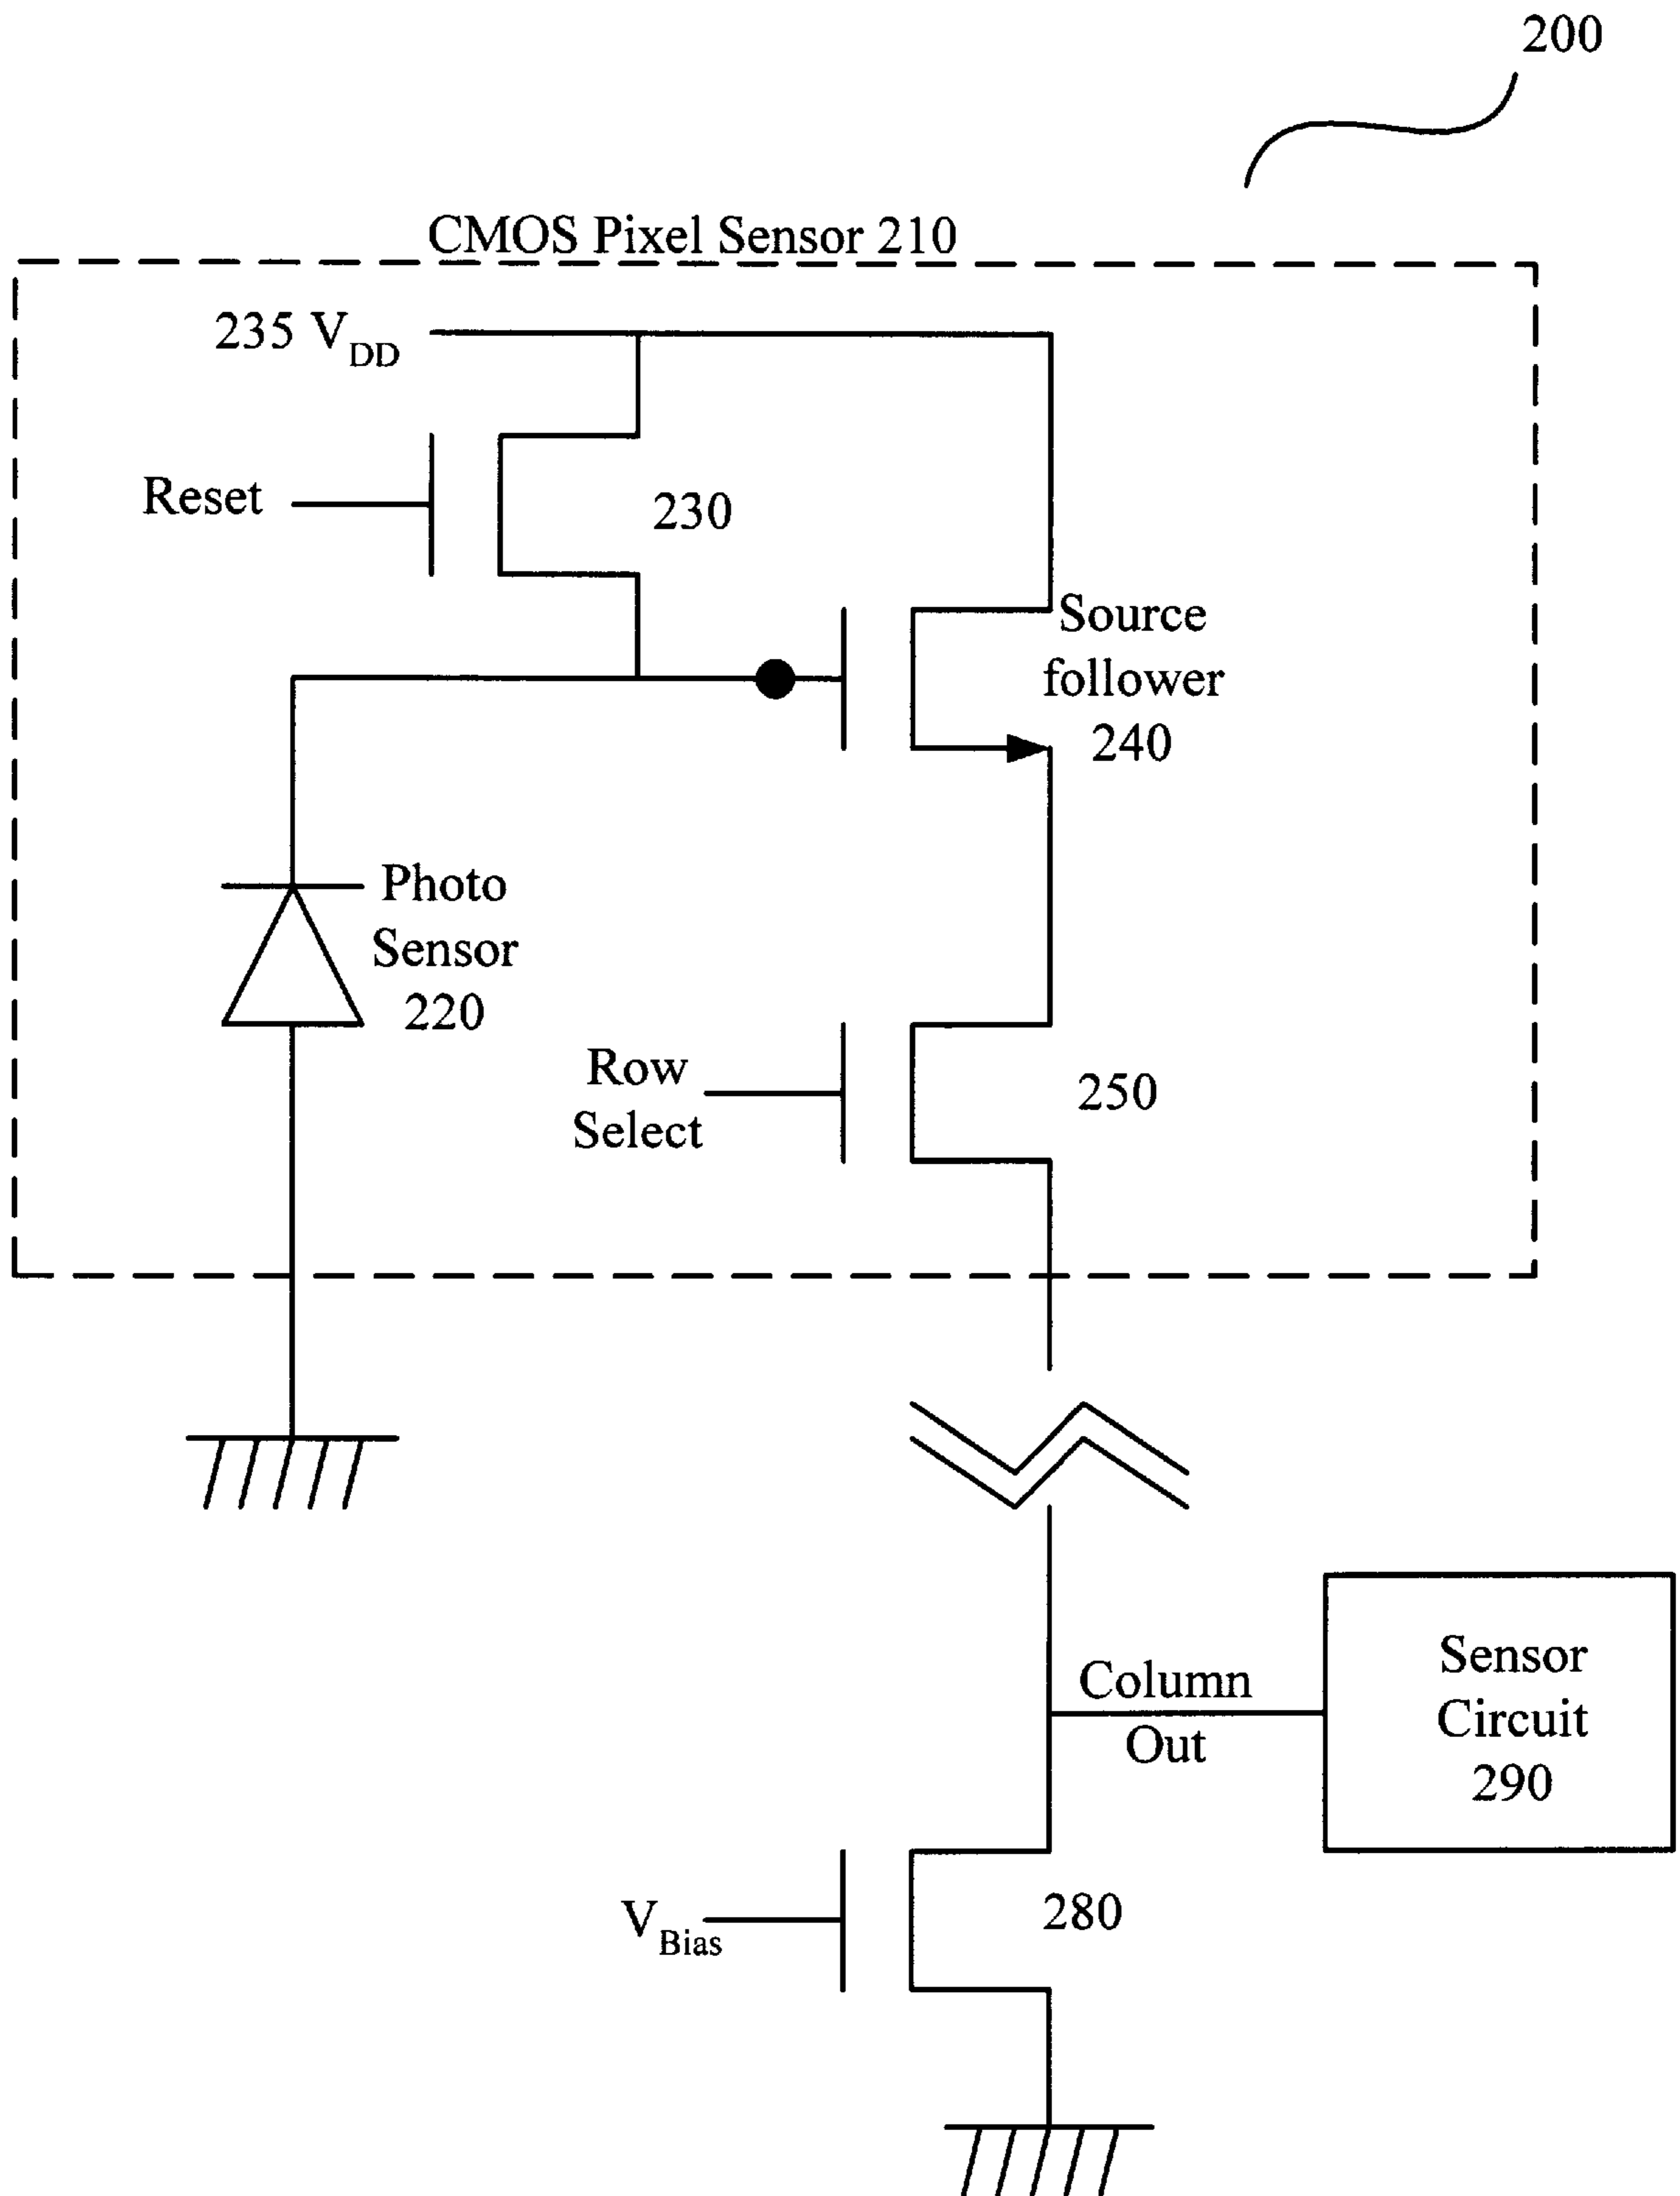 200
CMOS Pixel Sensor 210
235 VDD
Reset
230
Source
follower
240
Photo
Sensor
220
Row
Select
250
Column
Out
Sensor
Circuit
290
VBias
280